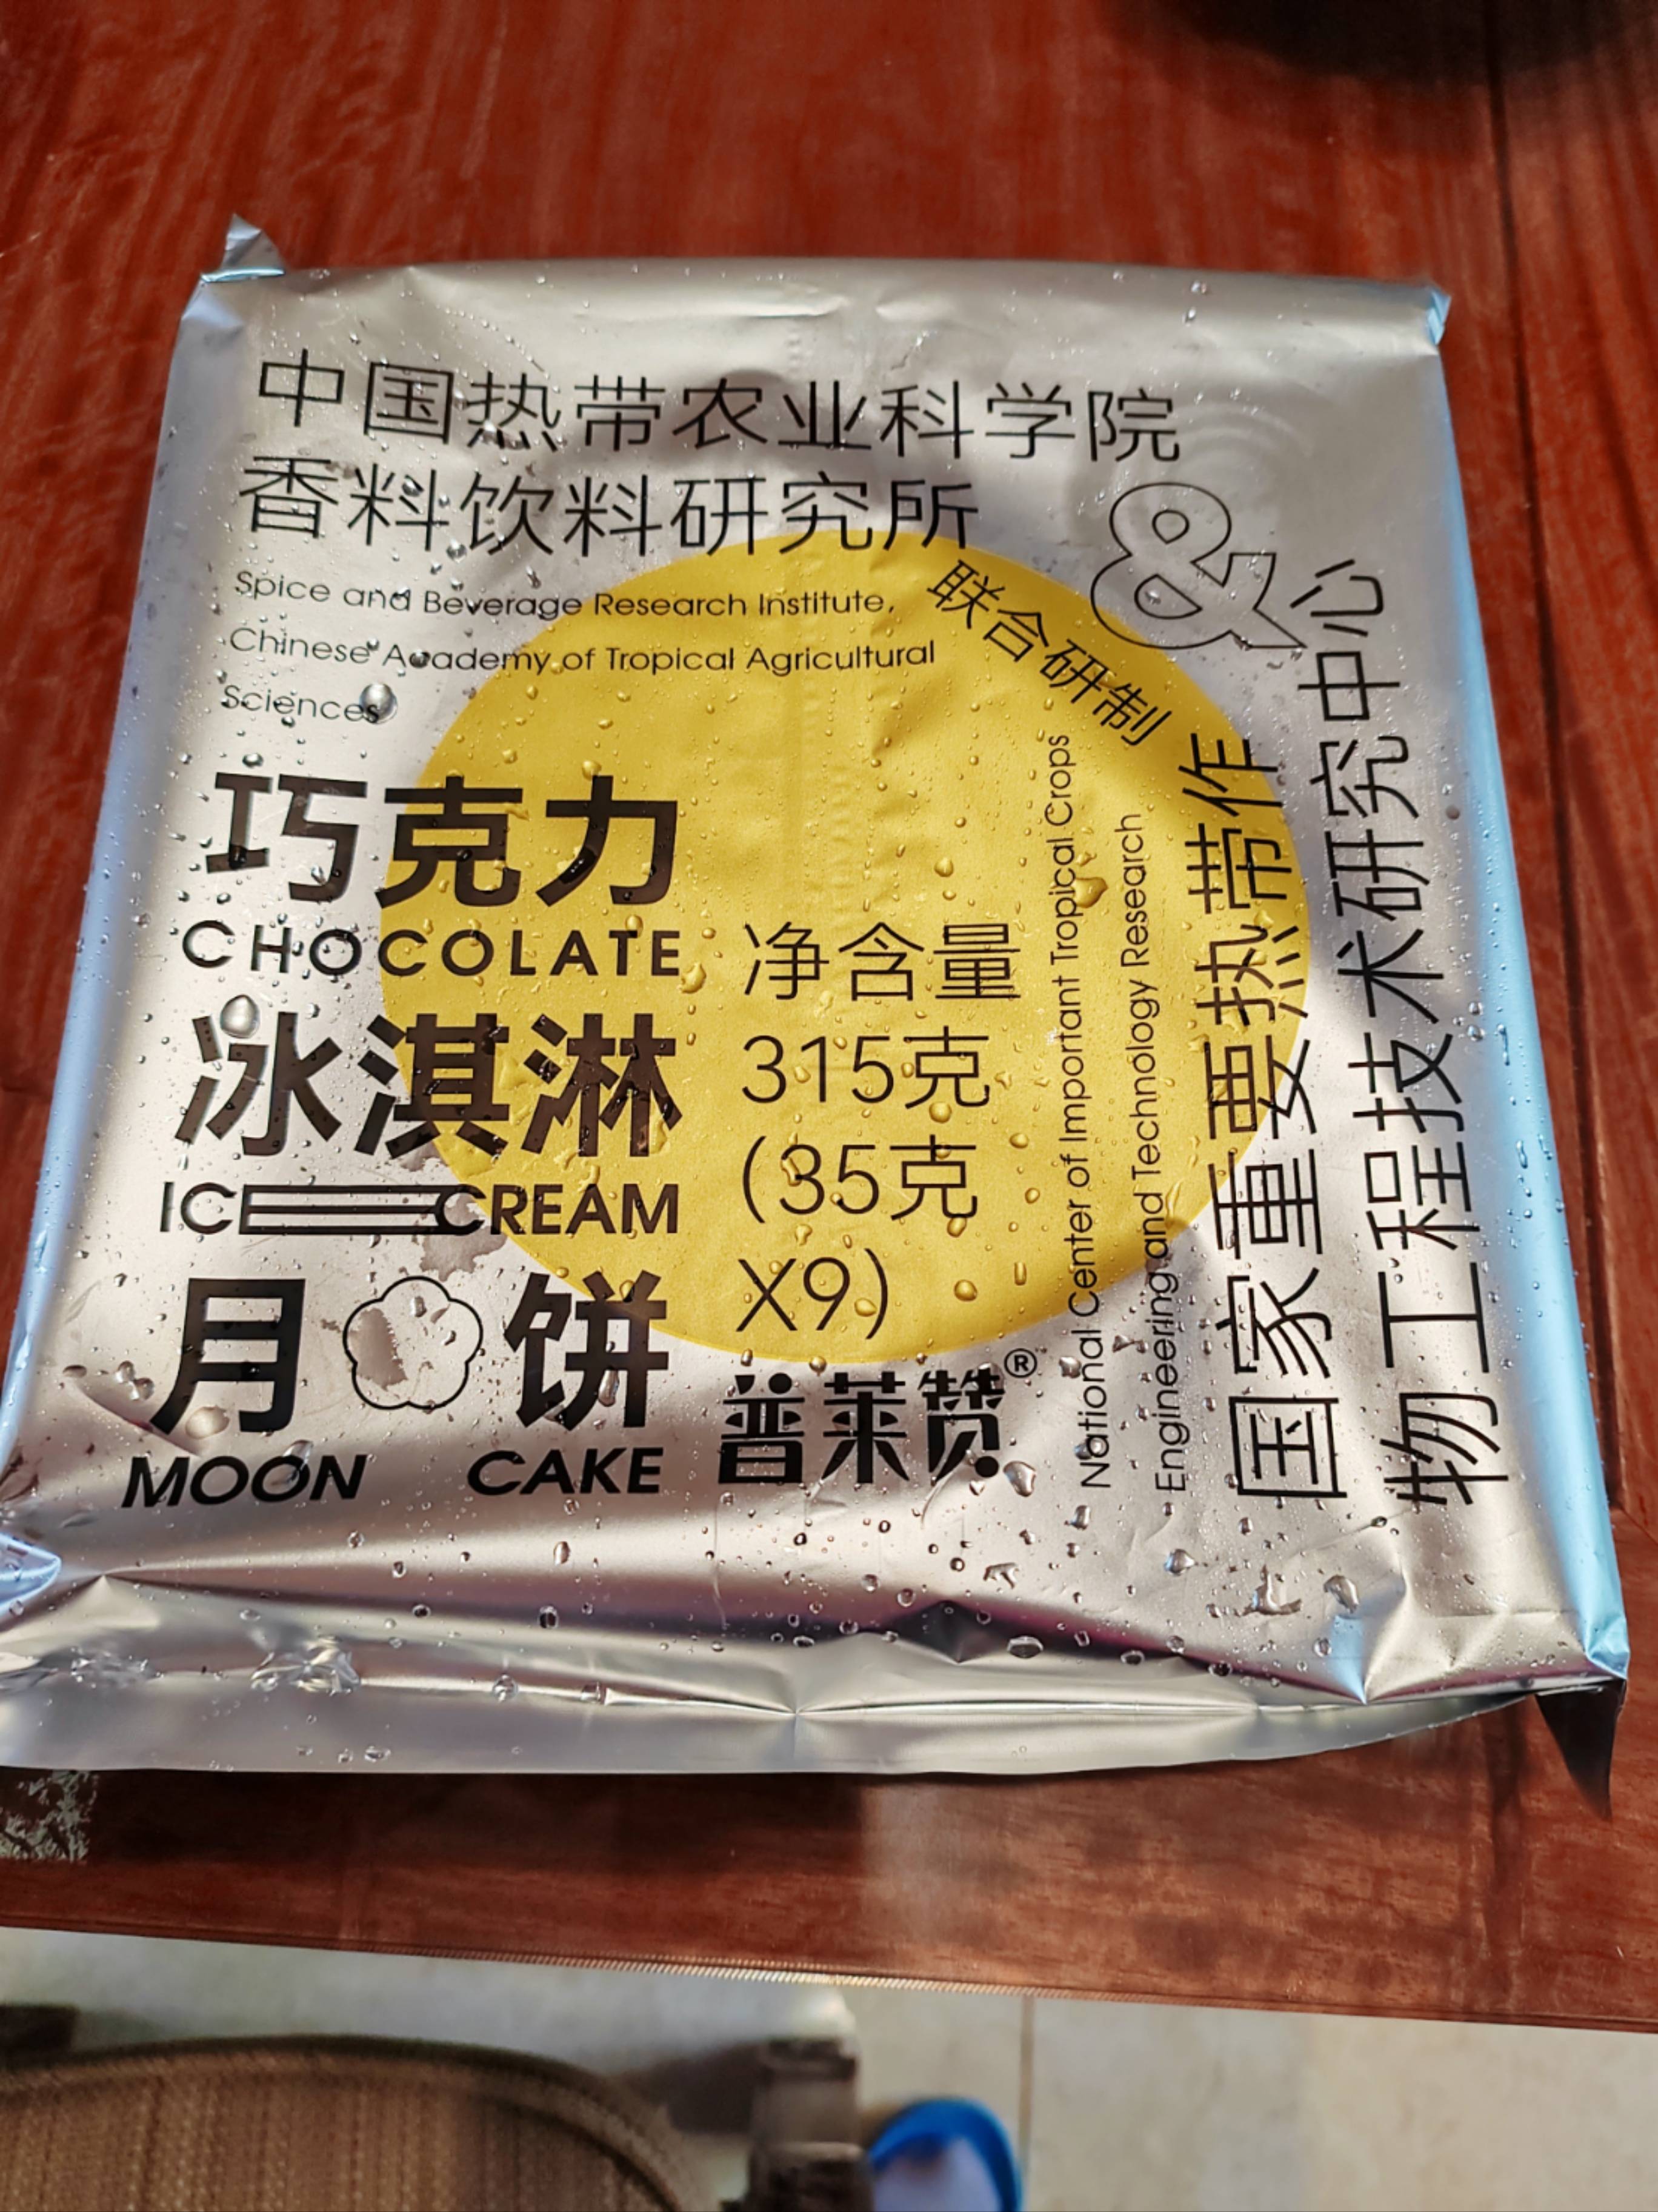 中国热带农业科学院
香料饮料研究所
Spice and Beverage Research Institute,
Chinese Academy of Tropical Agricultural
Sciences
&
联合研制
国家重要热带作
物工程技术研究中心
National Center of Important Tropical Crops
Engineering and Technology Research
巧克力
CHOCOLATE
冰淇淋
ICE CREAM
月饼
MOON CAKE
净含量
315克
(35克
X9)
普莱赞®